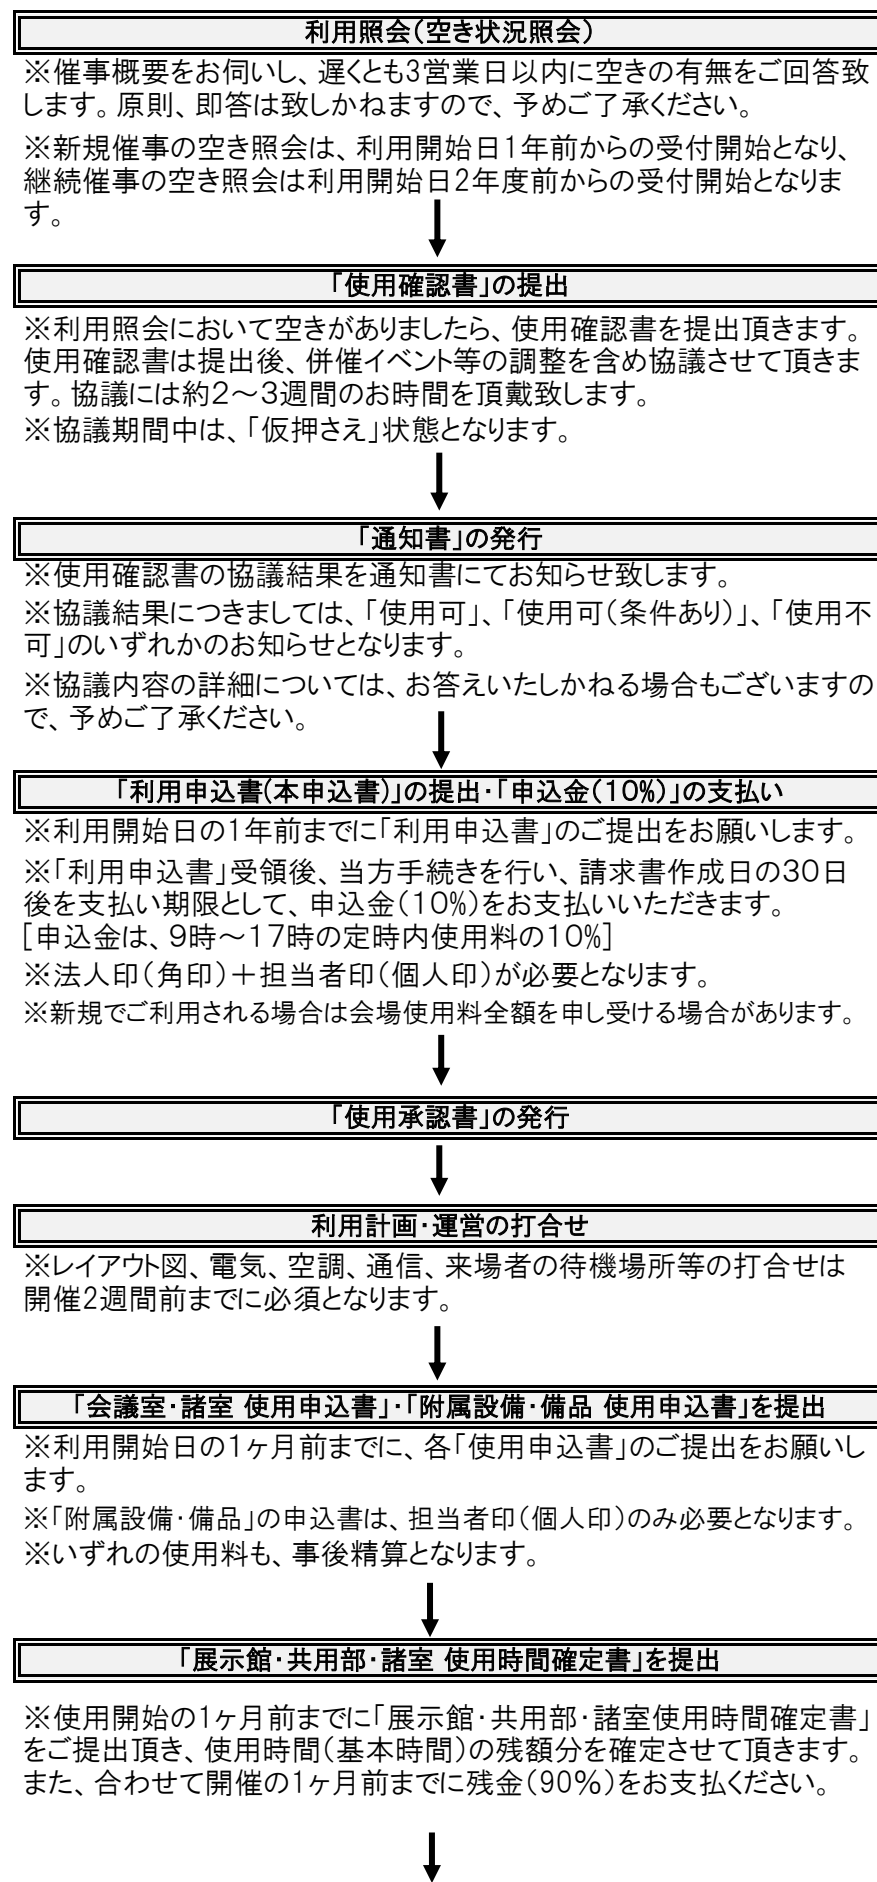 利用照会(空き状況照会)
※催事概要をお伺いし、遅くとも3営業日以内に空きの有無をご回答致
します。原則、即答は致しかねますので、予めご了承ください。
※新規催事の空き照会は、利用開始日1年前からの受付開始となり、
継続催事の空き照会は利用開始日2年度前からの受付開始となりま
す。
「使用確認書」の提出
※利用照会において空きがありましたら、使用確認書を提出頂きます。
使用確認書は提出後、併催イベント等の調整を含め協議させて頂きま
す。協議には約2～3週間のお時間を頂戴致します。
※協議期間中は、「仮押さえ」状態となります。
「通知書」の発行
※使用確認書の協議結果を通知書にてお知らせ致します。
※協議結果につきましては、「使用可」、「使用可(条件あり)」、「使用不
可」のいずれかのお知らせとなります。
※協議内容の詳細については、お答えいたしかねる場合もございますの
で、予めご了承ください。
「利用申込書(本申込書)」の提出・「申込金(10%)」の支払い
※利用開始日の1年前までに「利用申込書」のご提出をお願いします。
※「利用申込書」受領後、当方手続きを行い、請求書作成日の30日
後を支払い期限として、申込金(10%)をお支払いいただきます。
[申込金は、9時～17時の定時内使用料の10%]
※法人印(角印)＋担当者印(個人印)が必要となります。
※新規でご利用される場合は会場使用料全額を申し受ける場合があります。
「使用承認書」の発行
利用計画・運営の打合せ
※レイアウト図、電気、空調、通信、来場者の待機場所等の打合せは
開催2週間前までに必須となります。
「会議室・諸室 使用申込書」・「附属設備・備品 使用申込書」を提出
※利用開始日の1ヶ月前までに、各「使用申込書」のご提出をお願いし
ます。
※「附属設備・備品」の申込書は、担当者印(個人印)のみ必要となります。
※いずれの使用料も、事後精算となります。
「展示館・共用部・諸室 使用時間確定書」を提出
※使用開始の1ヶ月前までに「展示館・共用部・諸室使用時間確定書」
をご提出頂き、使用時間(基本時間)の残額分を確定させて頂きます。
また、合わせて開催の1ヶ月前までに残金(90%)をお支払ください。